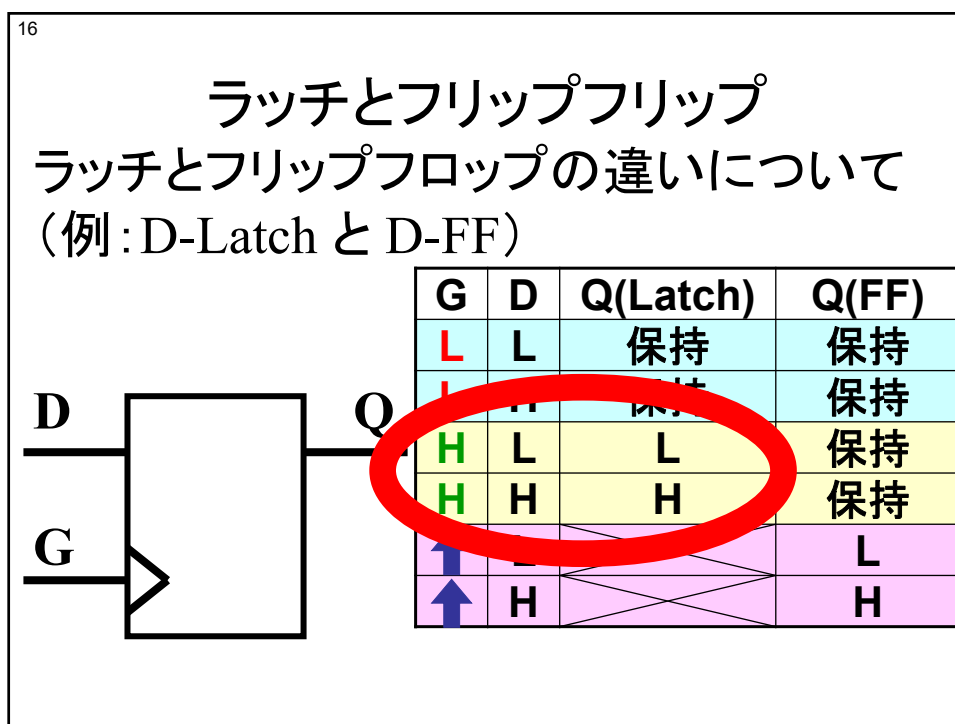 16
ラッチとフリップフリップ
ラッチとフリップフロップの違いについて
（例：D-Latch と D-FF）
G D Q(Latch) Q(FF)
L L 保持 保持
L H 保持 保持
H L L 保持
H H H 保持
L L
H H
D Q
G